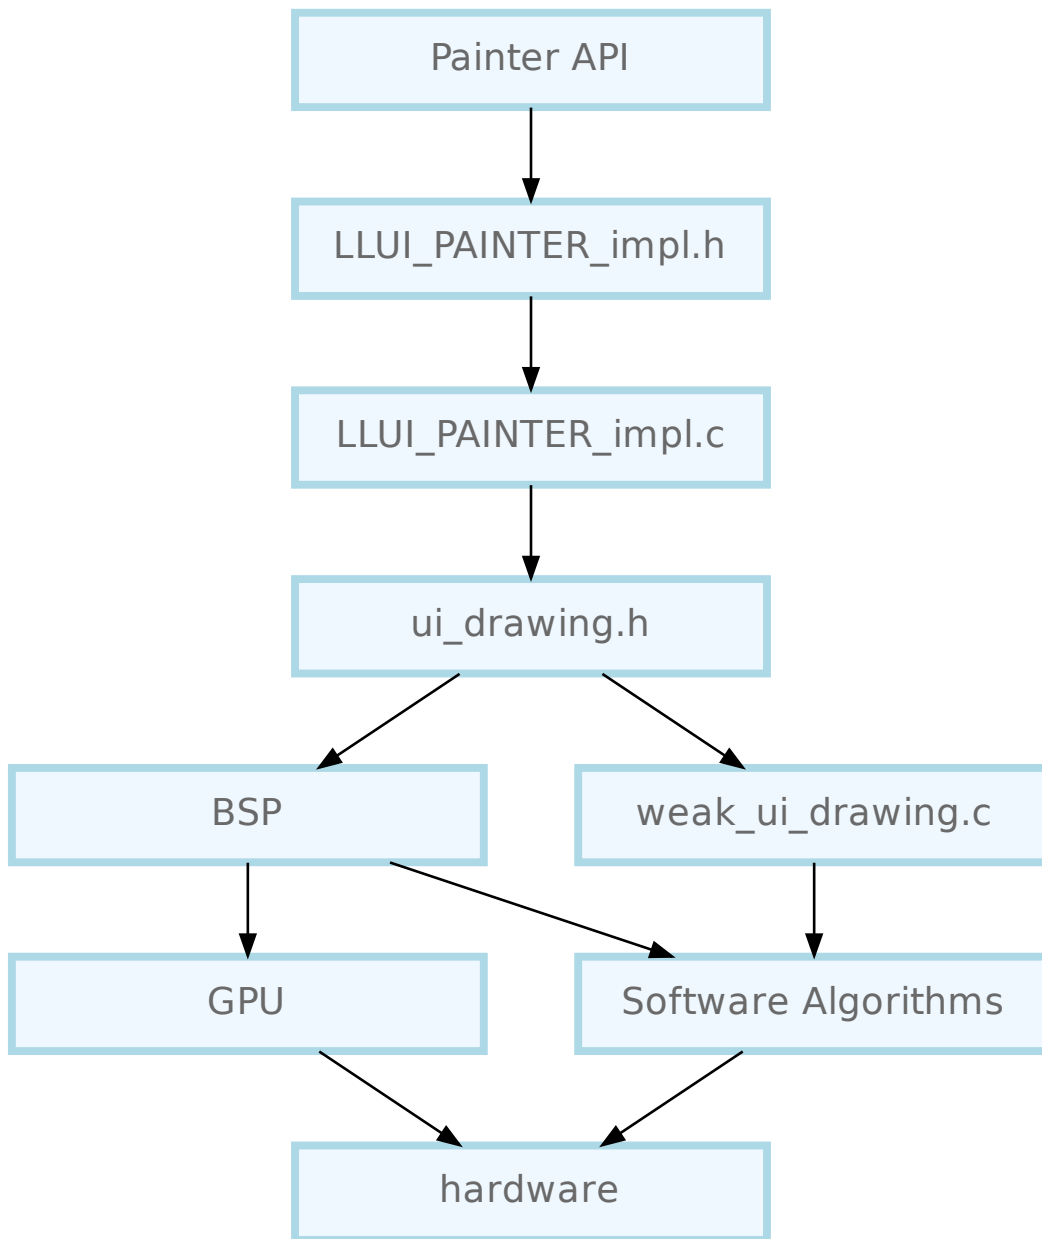 Painter API
LLUI_PAINTER_impl.h
LLUI_PAINTER_impl.c
ui_drawing.h
BSP
weak_ui_drawing.c
GPU
Software Algorithms
hardware